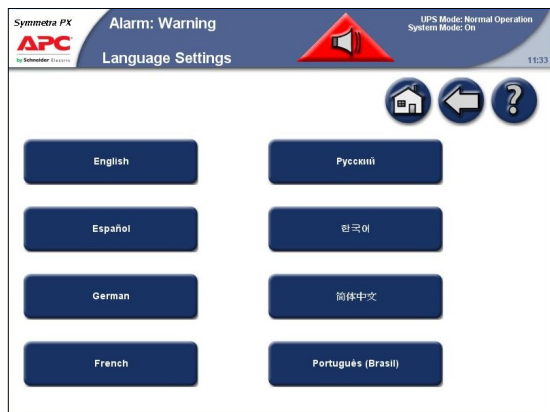 Symmetra PX
APC
by Schneider Electric
Alarm: Warning
Language Settings
UPS Mode: Normal Operation
System Mode: On
11:33
?
English
Русский
Español
한국어
German
简体中文
French
Português (Brasil)